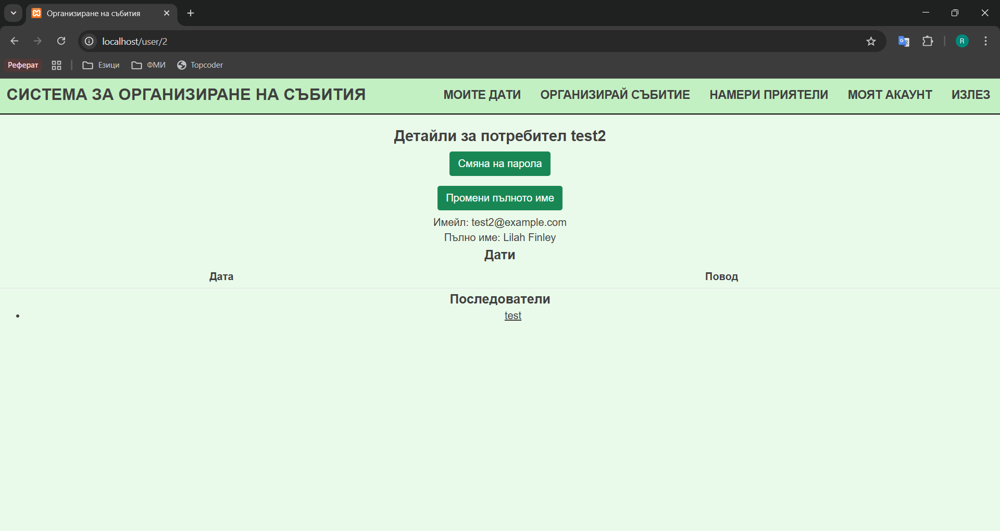 Организиране на събития
localhost/user/2
R
Реферат
Езици
ФМИ
Topcoder
СИСТЕМА ЗА ОРГАНИЗИРАНЕ НА СЪБИТИЯ
МОИТЕ ДАТИ
ОРГАНИЗИРАЙ СЪБИТИЕ
НАМЕРИ ПРИЯТЕЛИ
МОЯТ АКАУНТ
ИЗЛЕЗ
Детайли за потребител test2
Смяна на парола
Промени пълното име
Имейл: test2@example.com
Пълно име: Lilah Finley
Дати
Дата
Повод
Последователи
test